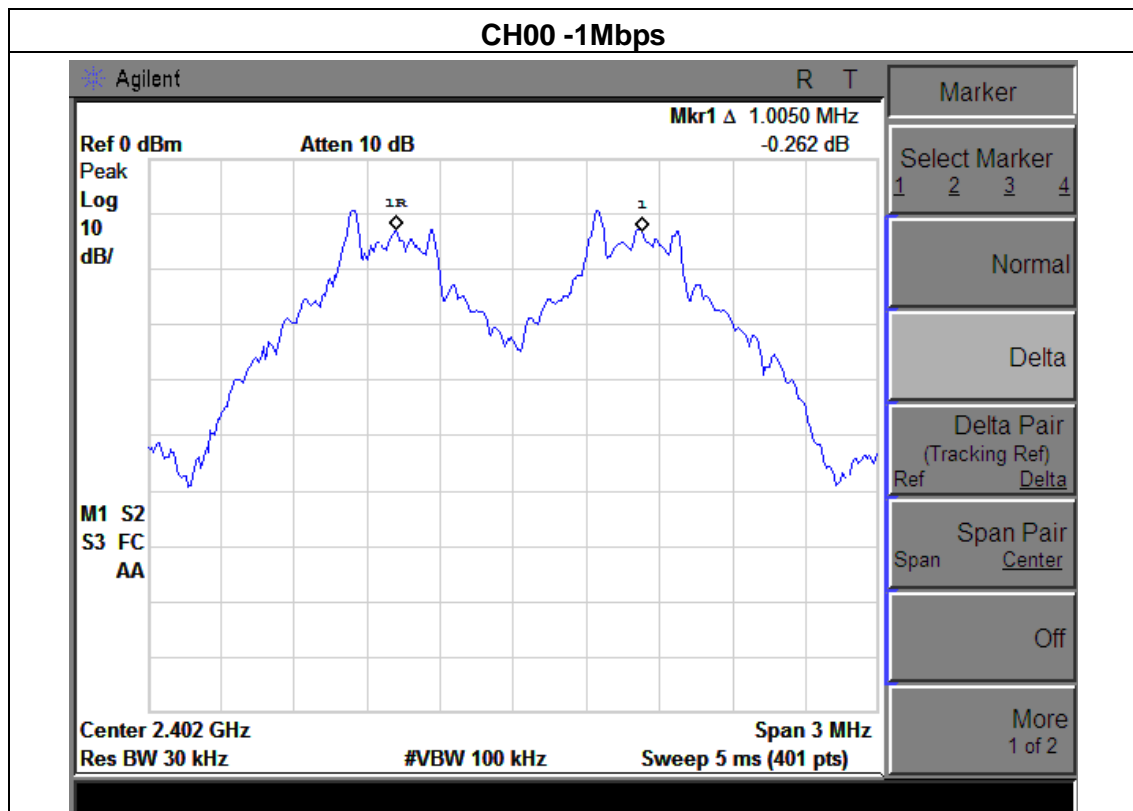 CH00 -1Mbps
Agilent R T
Mkr1 Δ 1.0050 MHz
Ref 0 dBm Atten 10 dB -0.262 dB
Peak
Log
10
dB/
1R
1
M1 S2
S3 FC
AA
Center 2.402 GHz Span 3 MHz
Res BW 30 kHz #VBW 100 kHz Sweep 5 ms (401 pts)
Marker
Select Marker
1 2 3 4
Normal
Delta
Delta Pair
(Tracking Ref)
Ref Delta
Span Pair
Span Center
Off
More
1 of 2